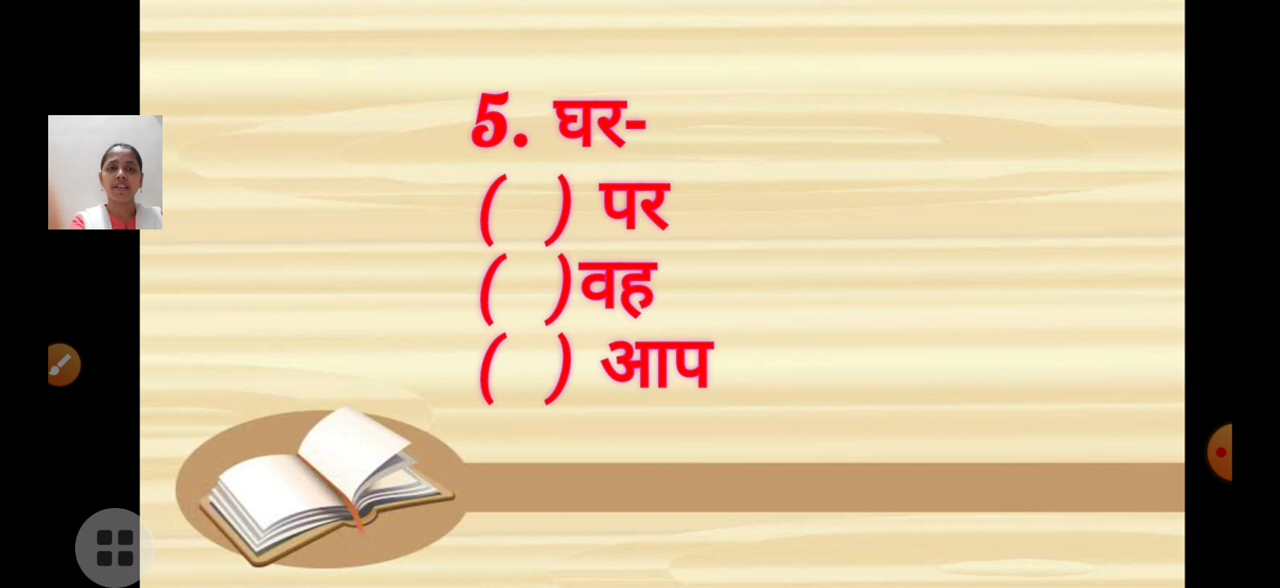 5. घर-
( ) पर
( )वह
( ) आप